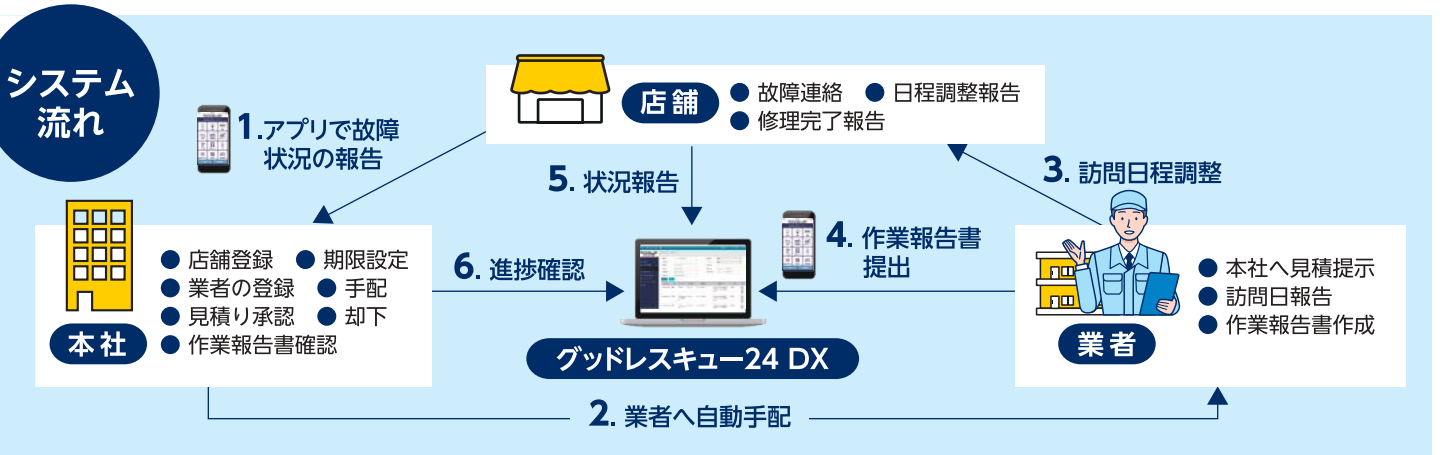 システム
流れ
店舗
● 故障連絡 ● 日程調整報告
● 修理完了報告
1.アプリで故障
状況の報告
5. 状況報告
3. 訪問日程調整
4. 作業報告書
提出
6. 進捗確認
● 店舗登録 ● 期限設定
● 業者の登録 ● 手配
● 見積り承認 ● 却下
● 作業報告書確認
本社
● 本社へ見積提示
● 訪問日報告
● 作業報告書作成
業者
グッドレスキュー24 DX
2. 業者へ自動手配